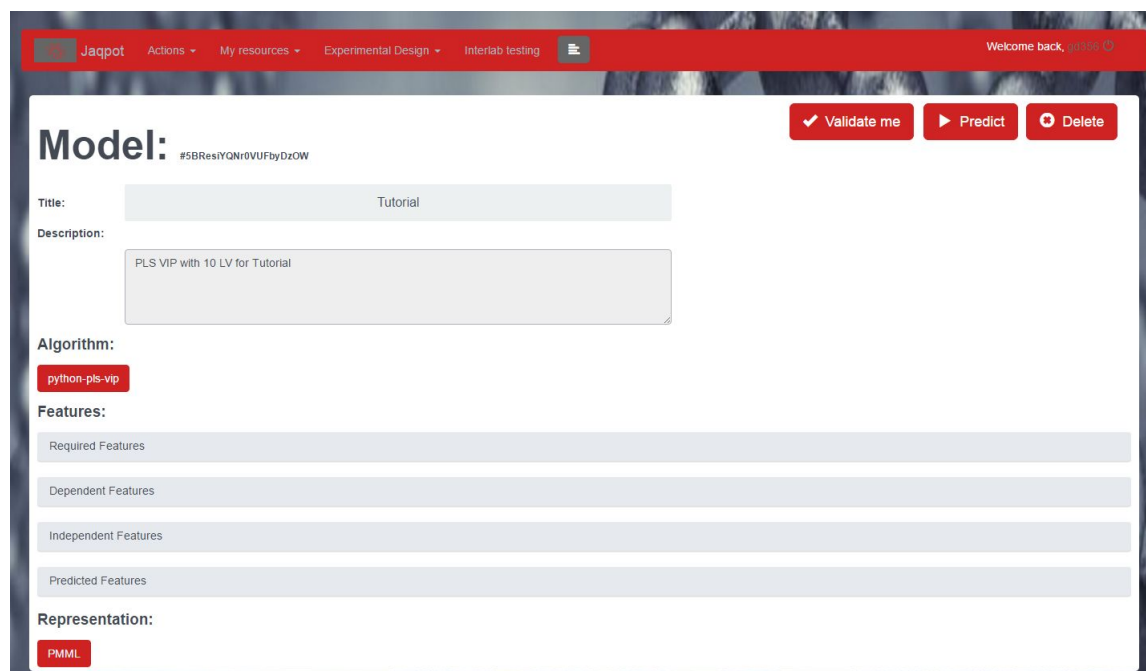 Jaqpot Actions My resources Experimental Design Interlab testing Welcome back, gd556
Validate me Predict Delete
Model: #5BResiYQNr0VUFbyDzOW
Title: Tutorial
Description:
PLS VIP with 10 LV for Tutorial
Algorithm:
python-pls-vip
Features:
Required Features
Dependent Features
Independent Features
Predicted Features
Representation:
PMML